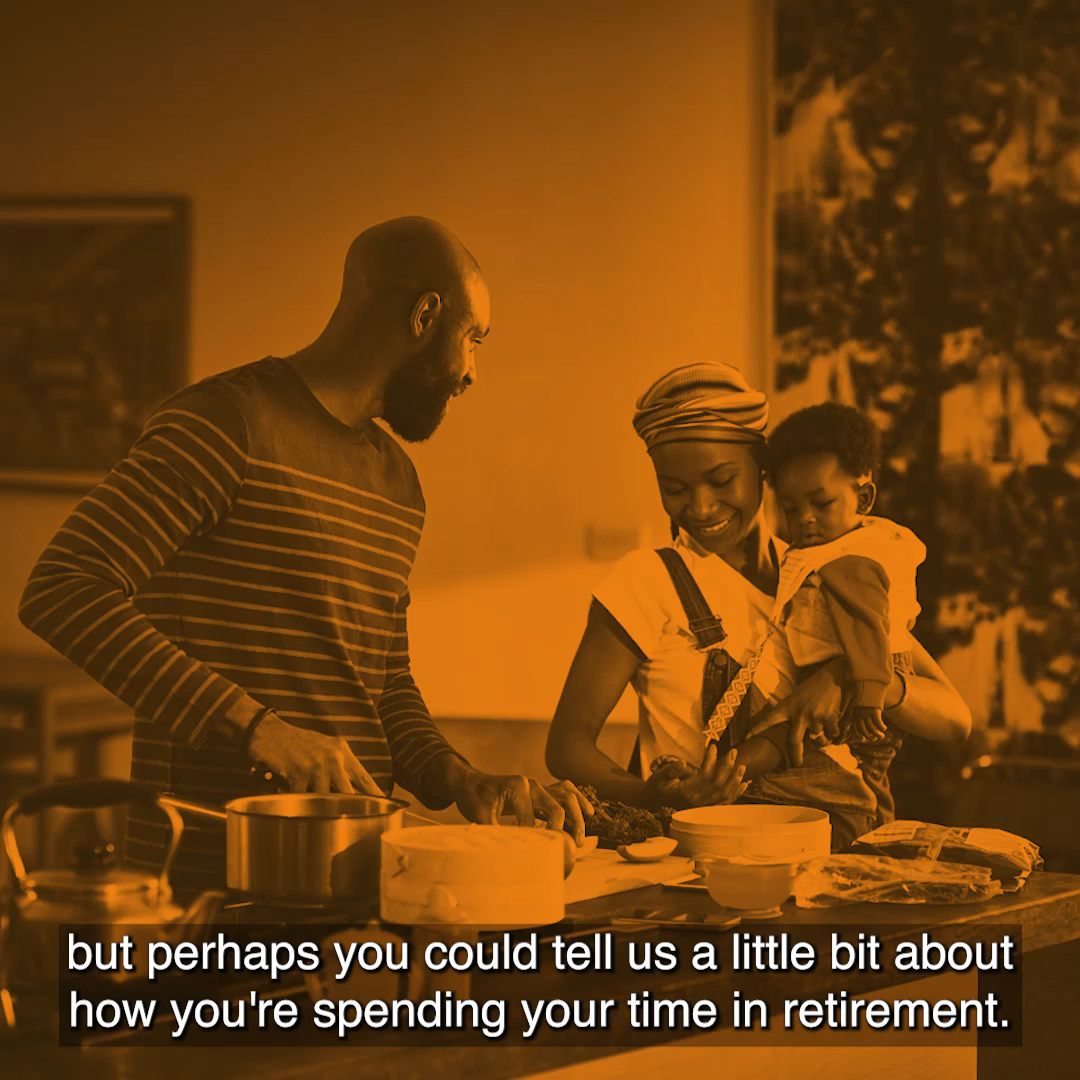 but perhaps you could tell us a little bit about
how you're spending your time in retirement.